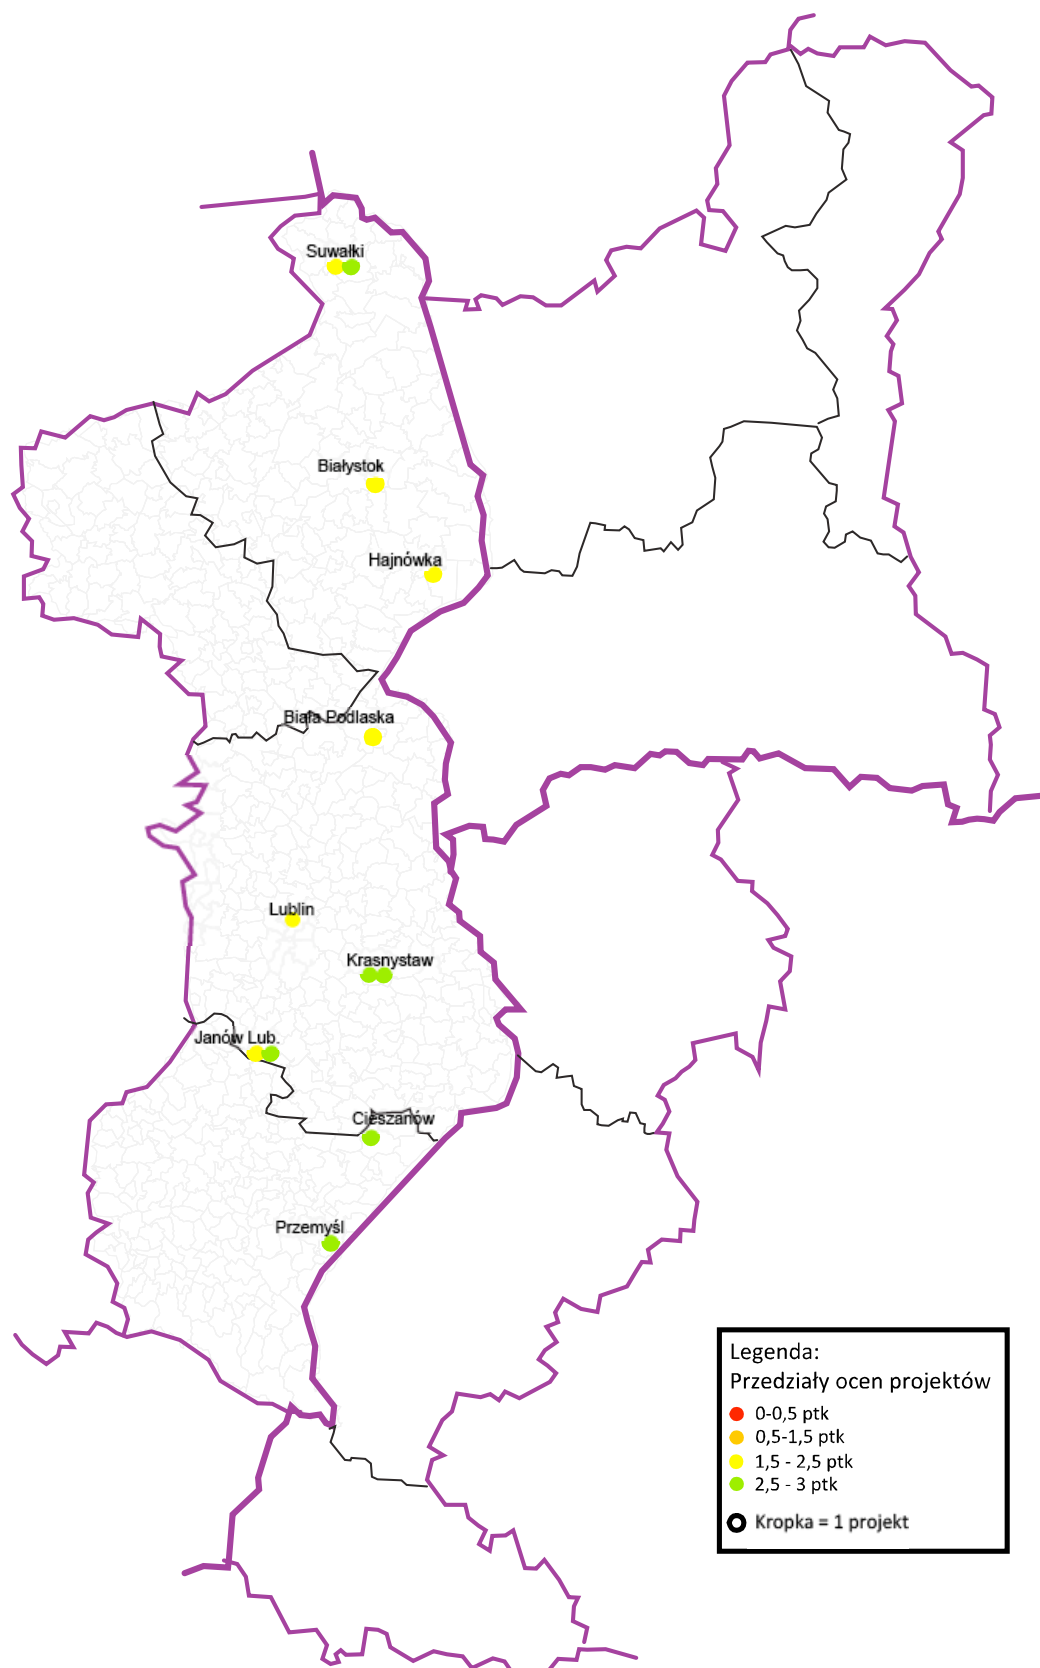 Suwałki
Białystok
Hajnówka
Biała Podlaska
Lublin
Krasnystaw
Janów Lub.
Cieszanów
Przemyśl
Legenda:
Przedziały ocen projektów
0-0,5 ptk
0,5-1,5 ptk
1,5 - 2,5 ptk
2,5 - 3 ptk
Kropka = 1 projekt